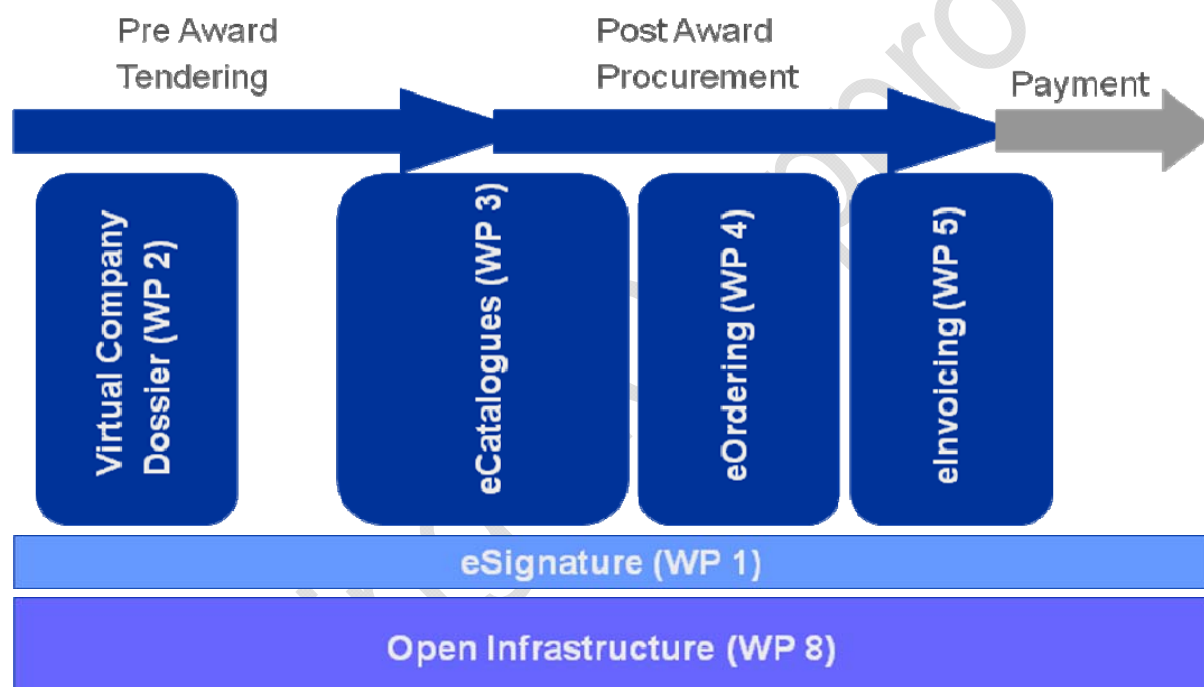 Pre Award
Tendering
Post Award
Procurement
Payment
Virtual Company
Dossier (WP 2)
eCatalogues (WP 3)
eOrdering (WP 4)
eInvoicing (WP 5)
eSignature (WP 1)
Open Infrastructure (WP 8)